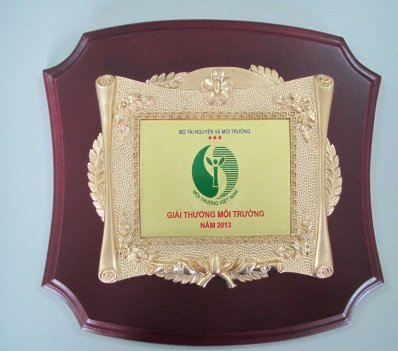 BỘ TÀI NGUYÊN VÀ MÔI TRƯỜNG
MÔI TRƯỜNG VIỆT NAM
GIẢI THƯỞNG MÔI TRƯỜNG
NĂM 2013